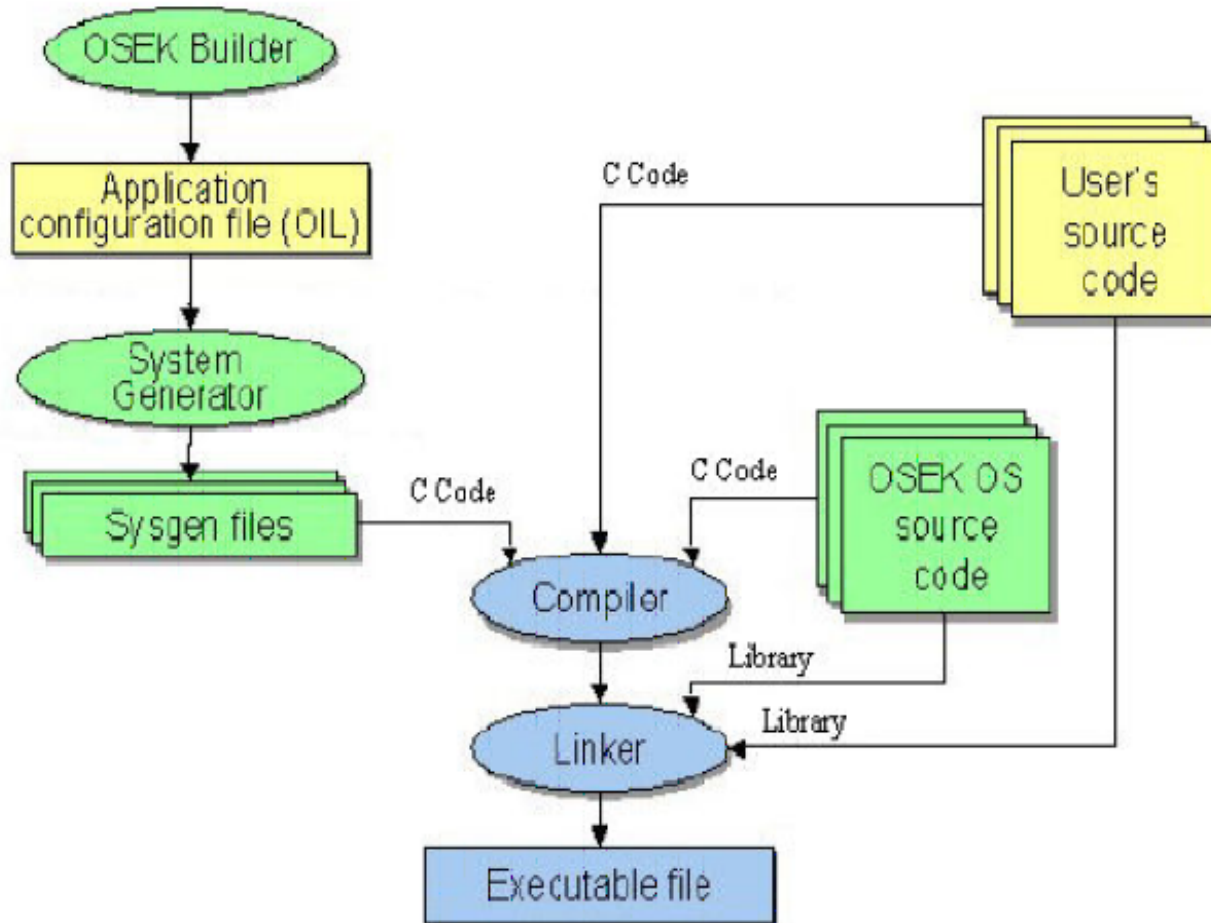 OSEK Builder
Application
configuration file (OIL)
System
Generator
Sysgen files
C Code
C Code
User's
source
code
C Code
OSEK OS
source
code
Compiler
Library
Library
Linker
Executable file